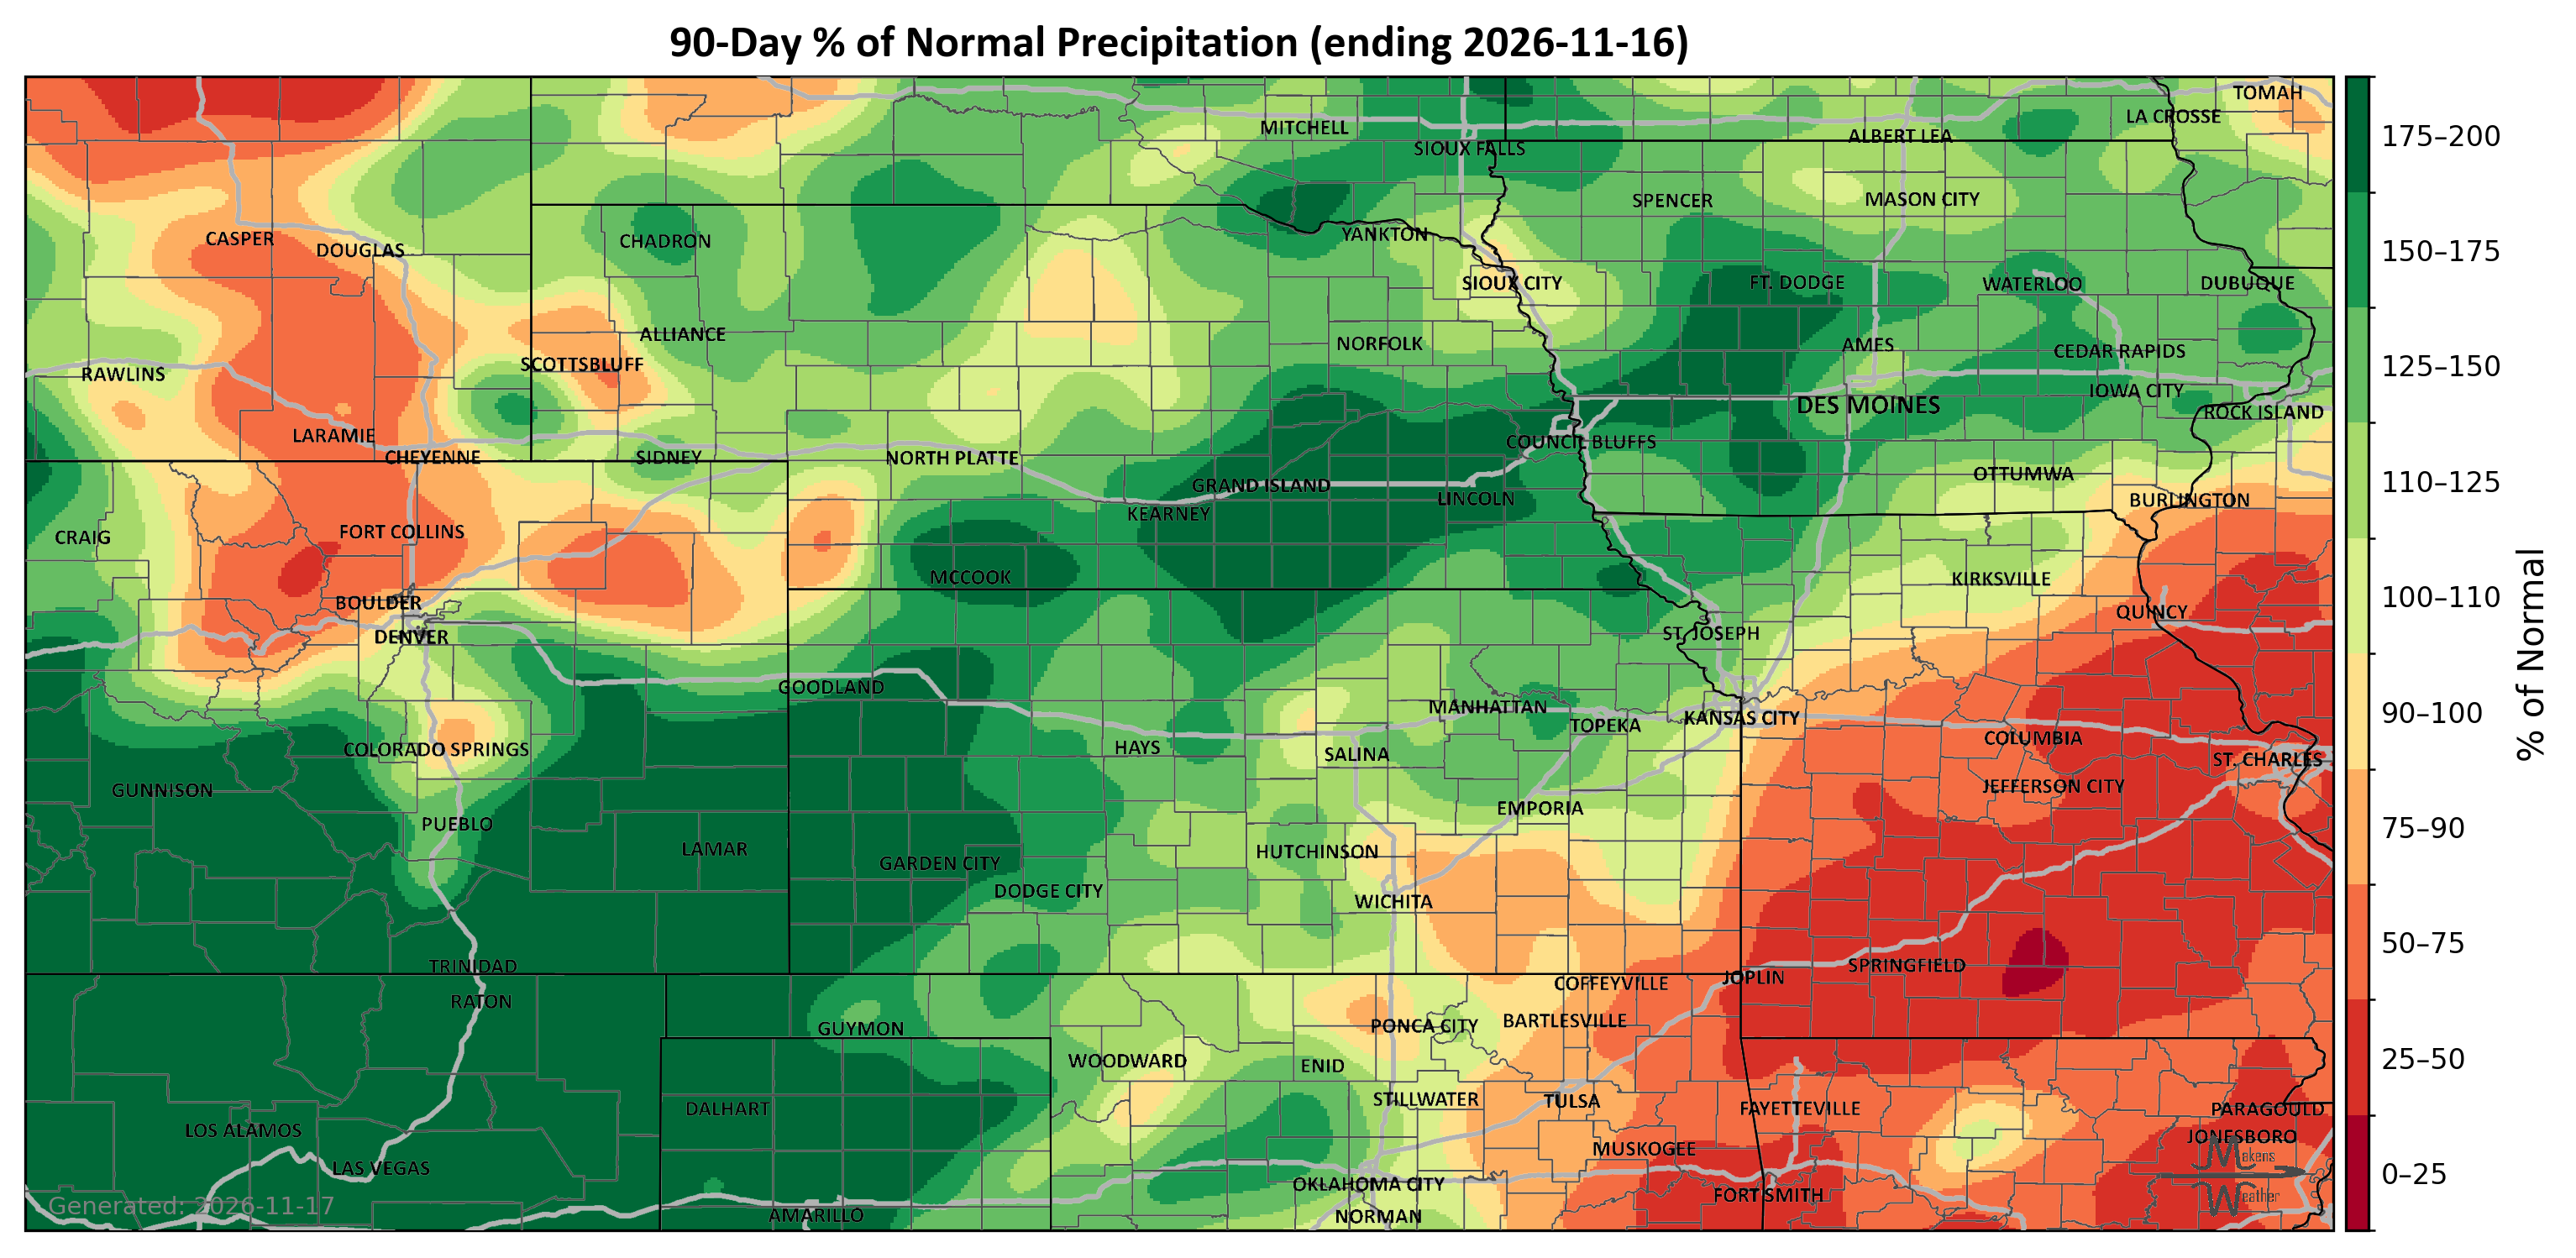 90-Day % of Normal Precipitation (ending 2026-11-16)
TOMAH
LA CROSSE
MITCHELL
ALBERT LEA
SIOUX FALLS
SPENCER
MASON CITY
YANKTON
CASPER
DOUGLAS
CHADRON
SIOUX CITY
FT. DODGE
WATERLOO
DUBUQUE
ALLIANCE
NORFOLK
AMES
CEDAR RAPIDS
SCOTTSBLUFF
RAWLINS
IOWA CITY
DES MOINES
ROCK ISLAND
LARAMIE
COUNCIL BLUFFS
CHEYENNE
SIDNEY
NORTH PLATTE
OTTUMWA
GRAND ISLAND
LINCOLN
BURLINGTON
KEARNEY
FORT COLLINS
CRAIG
MCCOOK
KIRKSVILLE
BOULDER
QUINCY
DENVER
ST. JOSEPH
GOODLAND
MANHATTAN
TOPEKA
KANSAS CITY
COLUMBIA
COLORADO SPRINGS
HAYS
SALINA
ST. CHARLES
GUNNISON
JEFFERSON CITY
EMPORIA
PUEBLO
LAMAR
HUTCHINSON
GARDEN CITY
DODGE CITY
WICHITA
TRINIDAD
SPRINGFIELD
JOPLIN
COFFEYVILLE
RATON
GUYMON
PONCA CITY
BARTLESVILLE
WOODWARD
ENID
STILLWATER
TULSA
DALHART
FAYETTEVILLE
PARAGOULD
LOS ALAMOS
JONESBORO
MUSKOGEE
LAS VEGAS
OKLAHOMA CITY
FORT SMITH
AMARILLO
NORMAN
Makens
Weather
Generated: 2026-11-17
175–200
150–175
125–150
110–125
100–110
90–100
75–90
50–75
25–50
0–25
% of Normal